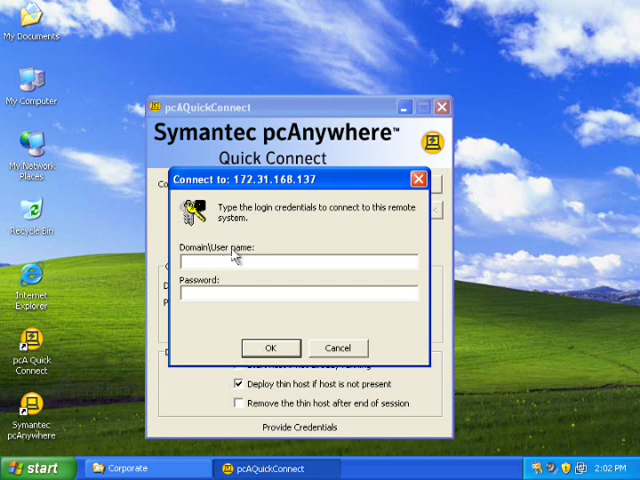 My Documents
My Computer
My Network
Places
Recycle Bin
Internet
Explorer
pcA Quick
Connect
Symantec
pcAnywhere
pcAQuickConnect
Symantec pcAnywhere™
Quick Connect
Connect to: 172.31.168.137
Type the login credentials to connect to this remote
system.
Domain\User name:
Password:
OK
Cancel
Deploy thin host if host is not present
Remove the thin host after end of session
Provide Credentials
start
Corporate
pcAQuickConnect
2:02 PM